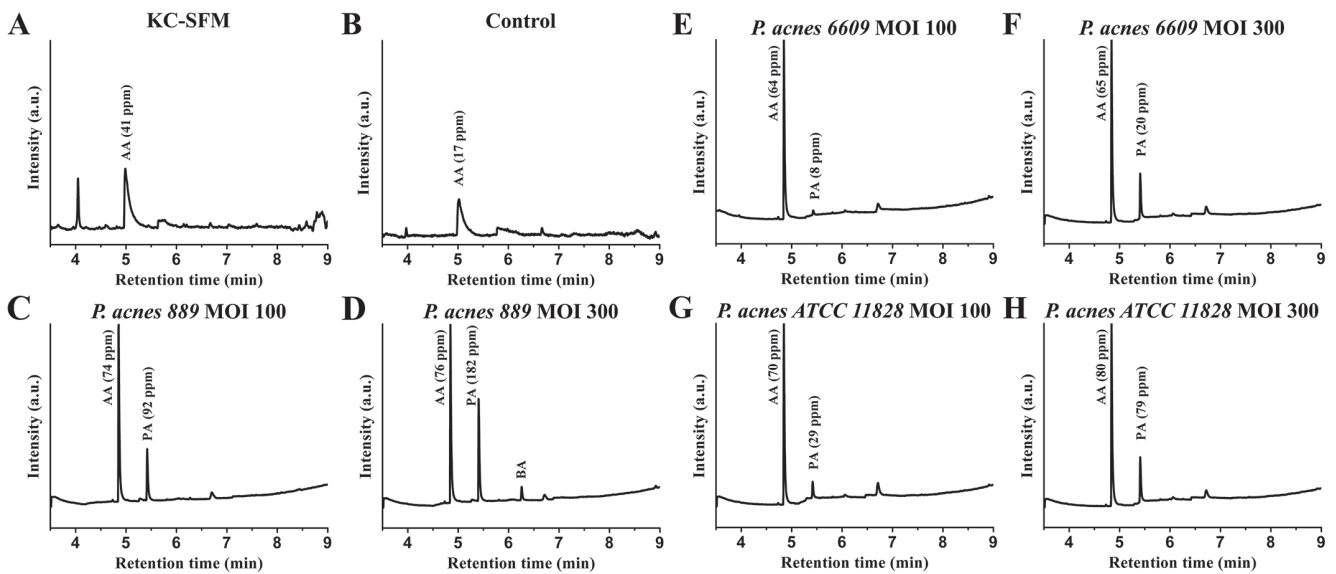 A
KC-SFM
Intensity (a.u.)
AA (41 ppm)
4 5 6 7 8 9
Retention time (min)
B
Control
Intensity (a.u.)
AA (17 ppm)
4 5 6 7 8 9
Retention time (min)
E
P. acnes 6609 MOI 100
Intensity (a.u.)
AA (64 ppm)
PA (8 ppm)
4 5 6 7 8 9
Retention time (min)
F
P. acnes 6609 MOI 300
Intensity (a.u.)
AA (65 ppm)
PA (20 ppm)
4 5 6 7 8 9
Retention time (min)
C
P. acnes 889 MOI 100
Intensity (a.u.)
AA (74 ppm)
PA (92 ppm)
4 5 6 7 8 9
Retention time (min)
D
P. acnes 889 MOI 300
Intensity (a.u.)
AA (76 ppm)
PA (182 ppm)
BA
4 5 6 7 8 9
Retention time (min)
G
P. acnes ATCC 11828 MOI 100
Intensity (a.u.)
AA (70 ppm)
PA (29 ppm)
4 5 6 7 8 9
Retention time (min)
H
P. acnes ATCC 11828 MOI 300
Intensity (a.u.)
AA (80 ppm)
PA (79 ppm)
4 5 6 7 8 9
Retention time (min)